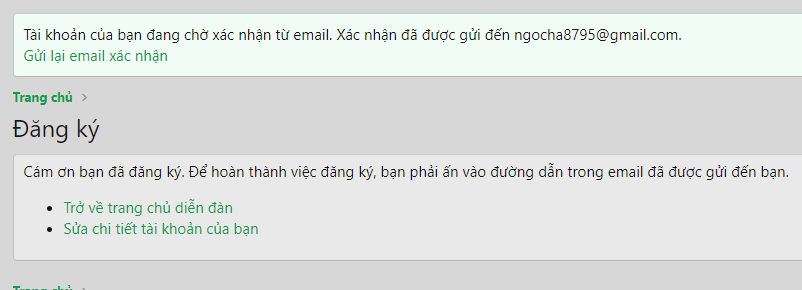 Tài khoản của bạn đang chờ xác nhận từ email. Xác nhận đã được gửi đến ngocha8795@gmail.com.
Gửi lại email xác nhận
Trang chủ >
Đăng ký
Cám ơn bạn đã đăng ký. Để hoàn thành việc đăng ký, bạn phải ấn vào đường dẫn trong email đã được gửi đến bạn.
• Trở về trang chủ diễn đàn
• Sửa chi tiết tài khoản của bạn
Trang chủ >